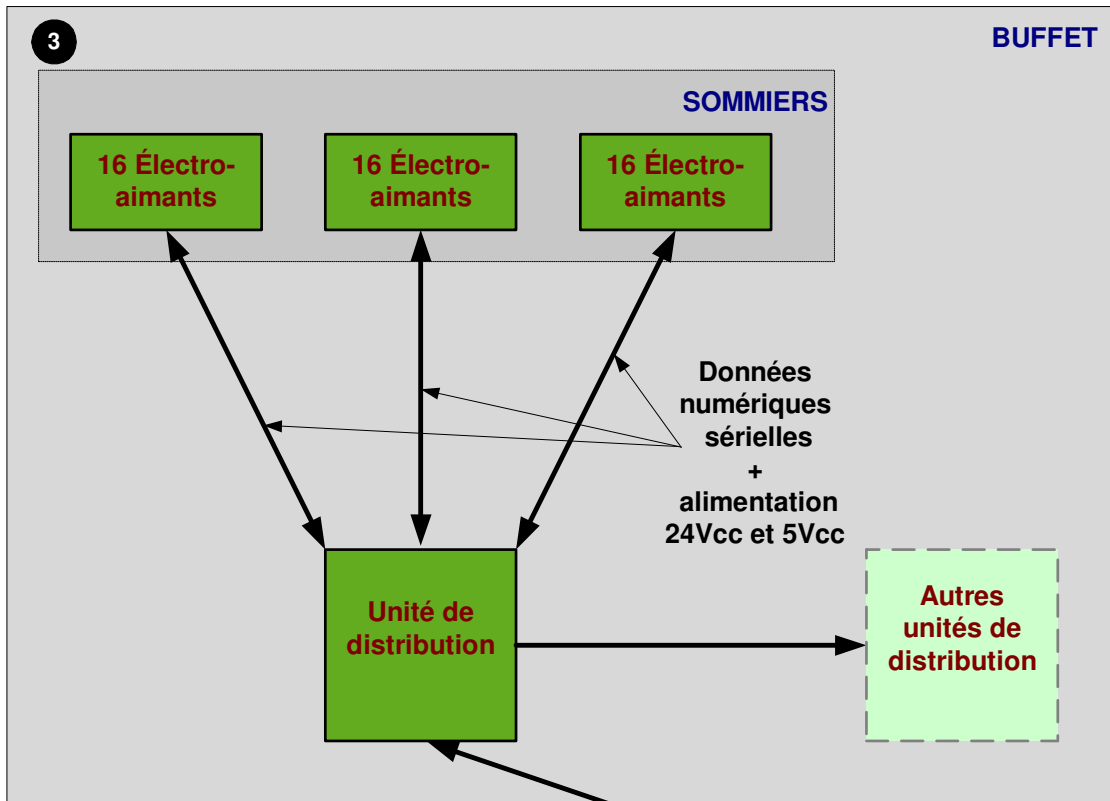 3
BUFFET
SOMMIERS
16 Électro-
aimants
16 Électro-
aimants
16 Électro-
aimants
Données
numériques
sérielles
+
alimentation
24Vcc et 5Vcc
Unité de
distribution
Autres
unités de
distribution